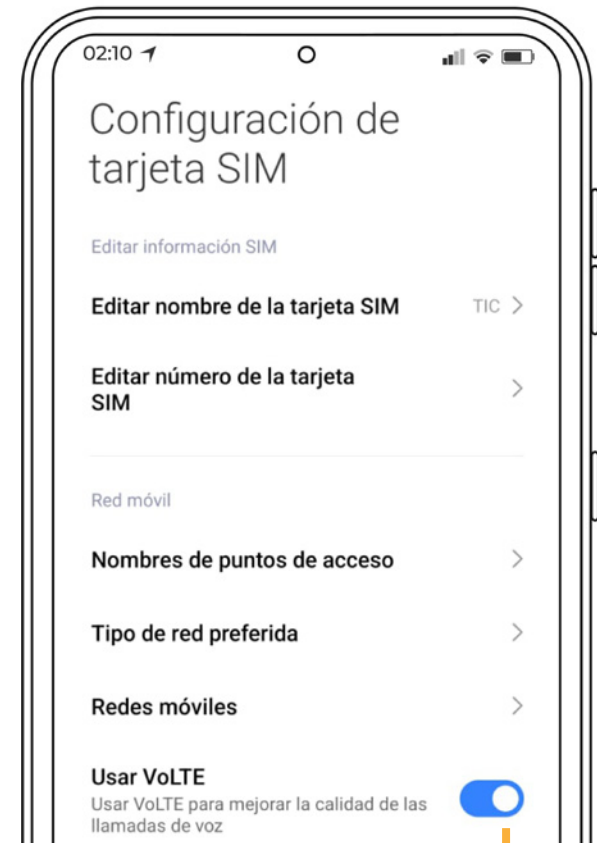 02:10
Configuración de
tarjeta SIM
Editar información SIM
Editar nombre de la tarjeta SIM TIC
Editar número de la tarjeta
SIM
Red móvil
Nombres de puntos de acceso
Tipo de red preferida
Redes móviles
Usar VoLTE
Usar VoLTE para mejorar la calidad de las
llamadas de voz